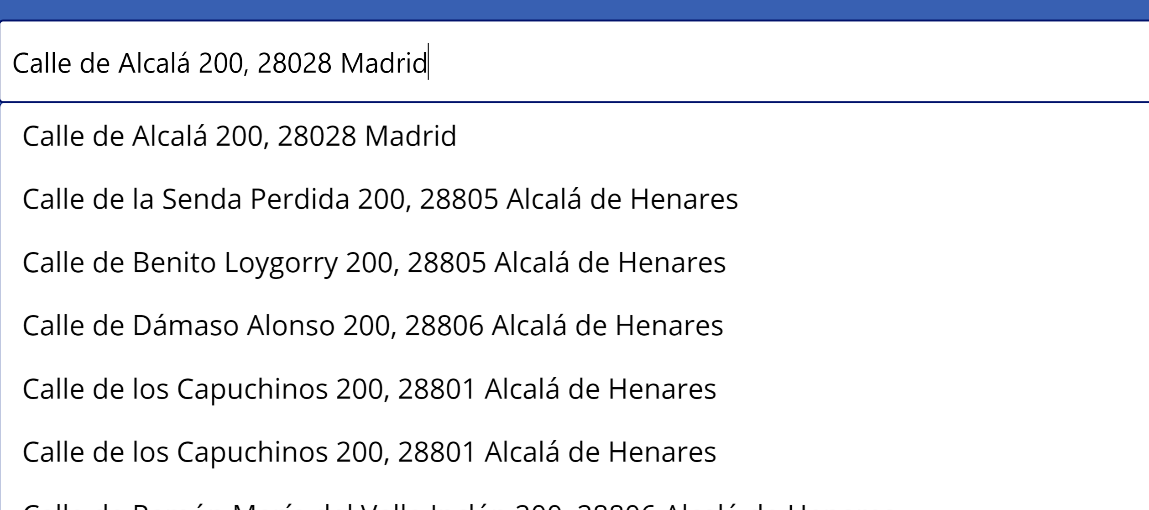 Calle de Alcalá 200, 28028 Madrid
Calle de Alcalá 200, 28028 Madrid
Calle de la Senda Perdida 200, 28805 Alcalá de Henares
Calle de Benito Loygorry 200, 28805 Alcalá de Henares
Calle de Dámaso Alonso 200, 28806 Alcalá de Henares
Calle de los Capuchinos 200, 28801 Alcalá de Henares
Calle de los Capuchinos 200, 28801 Alcalá de Henares